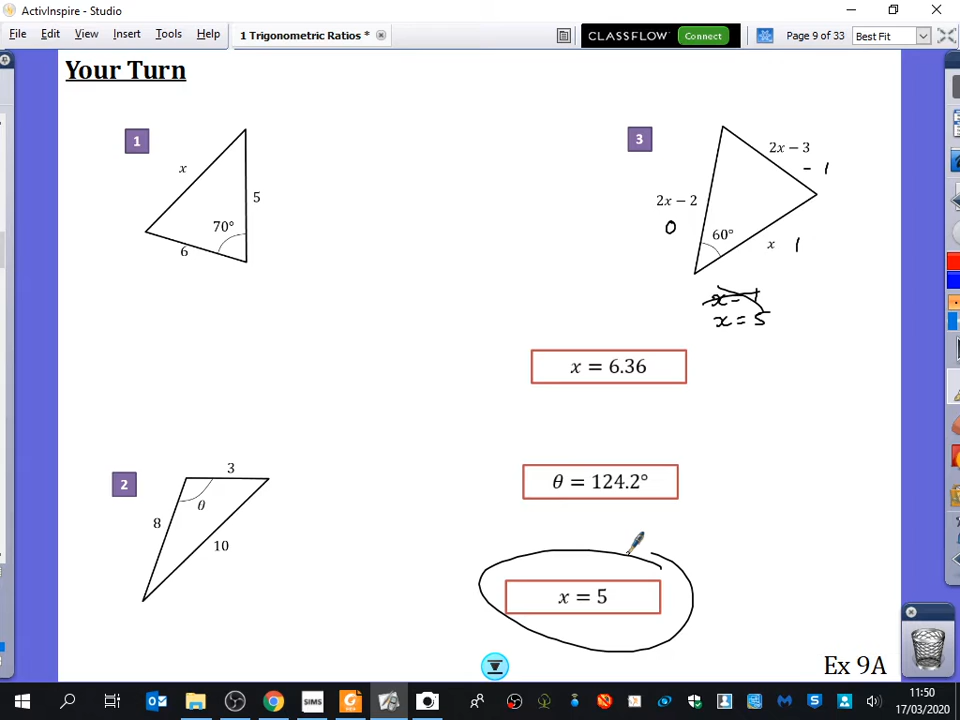 ActivInspire - Studio
File Edit View Insert Tools Help
1 Trigonometric Ratios *
CLASSFLOW Connect
Page 9 of 33
Best Fit
Your Turn
1
x
5
70°
6
3
2x − 3
- 1
2x − 2
0
60°
x 1
x = 1
x = 5
x = 6.36
2
3
θ
8
10
θ = 124.2°
x = 5
Ex 9A
SIMS
11:50
17/03/2020